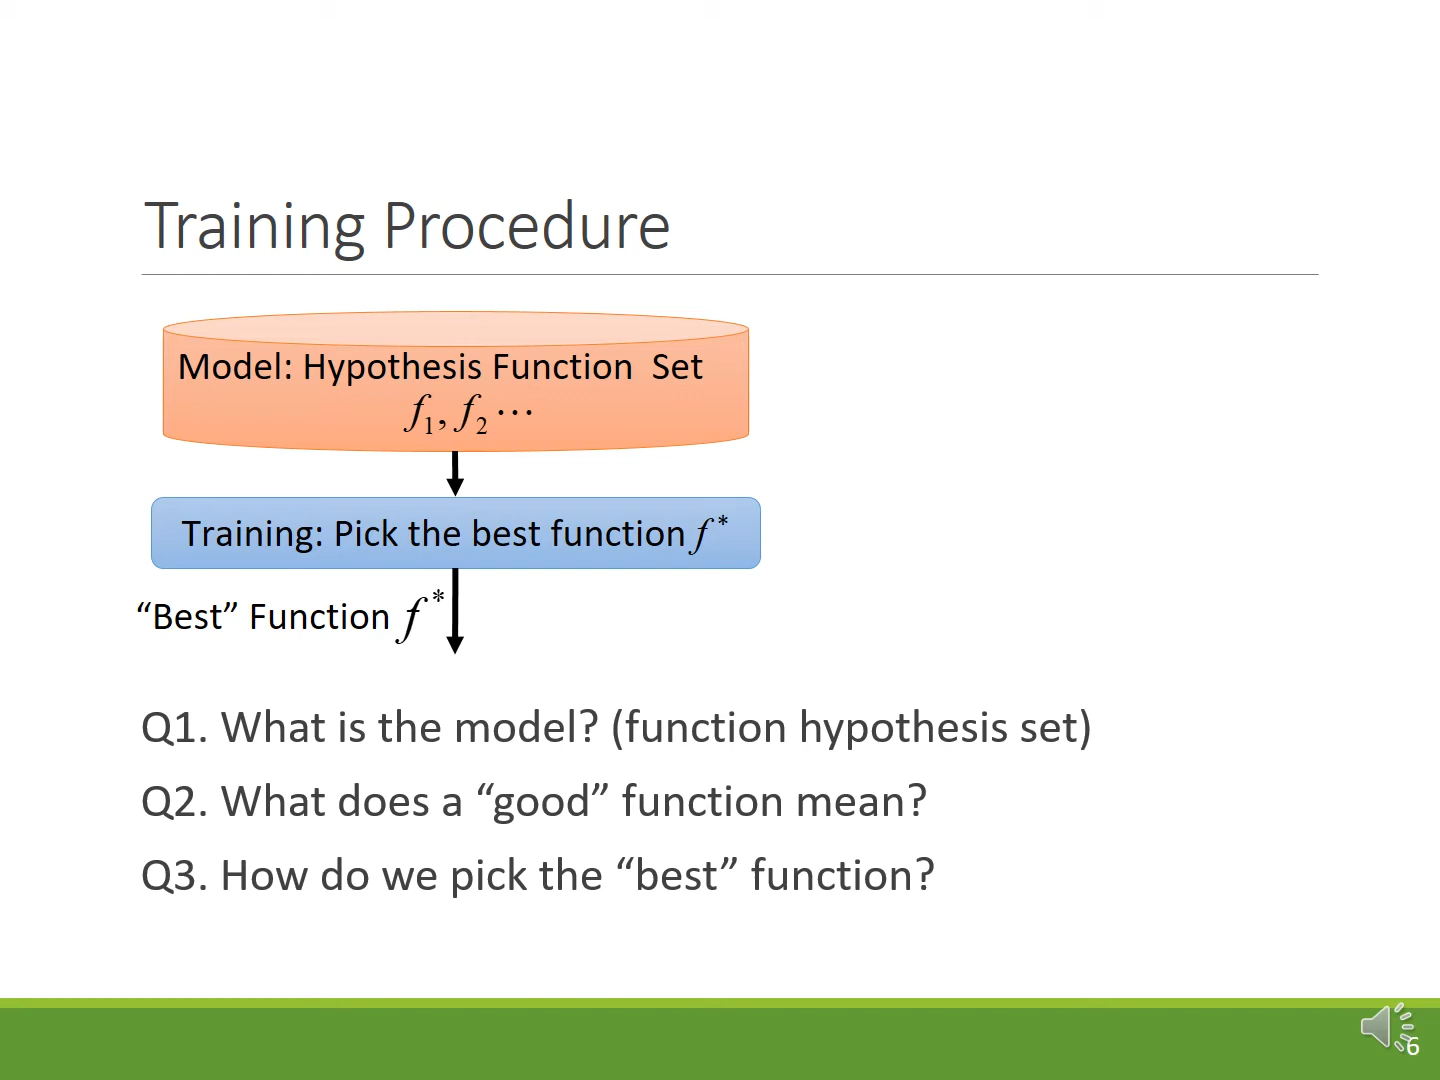 Training Procedure
Model: Hypothesis Function Set
f₁, f₂ ⋯
Training: Pick the best function f*
“Best” Function f*
Q1. What is the model? (function hypothesis set)
Q2. What does a “good” function mean?
Q3. How do we pick the “best” function?
6